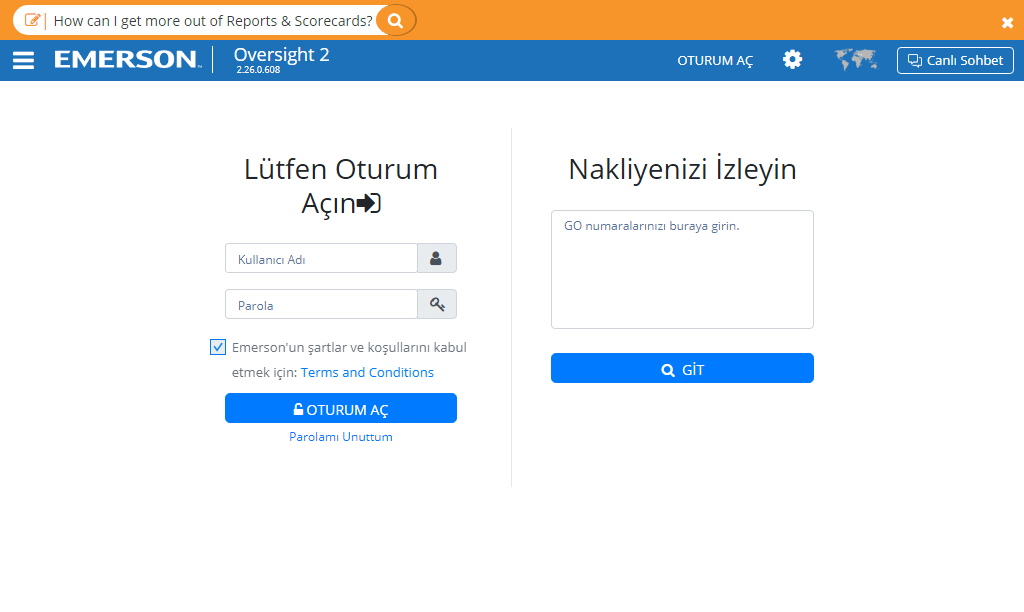 How can I get more out of Reports & Scorecards?
EMERSON
Oversight 2
2.26.0.608
OTURUM AÇ
Canlı Sohbet
Lütfen Oturum
Açın
Kullanıcı Adı
Parola
Emerson'un şartlar ve koşullarını kabul
etmek için: Terms and Conditions
OTURUM AÇ
Parolamı Unuttum
Nakliyenizi İzleyin
GO numaralarınızı buraya girin.
GİT